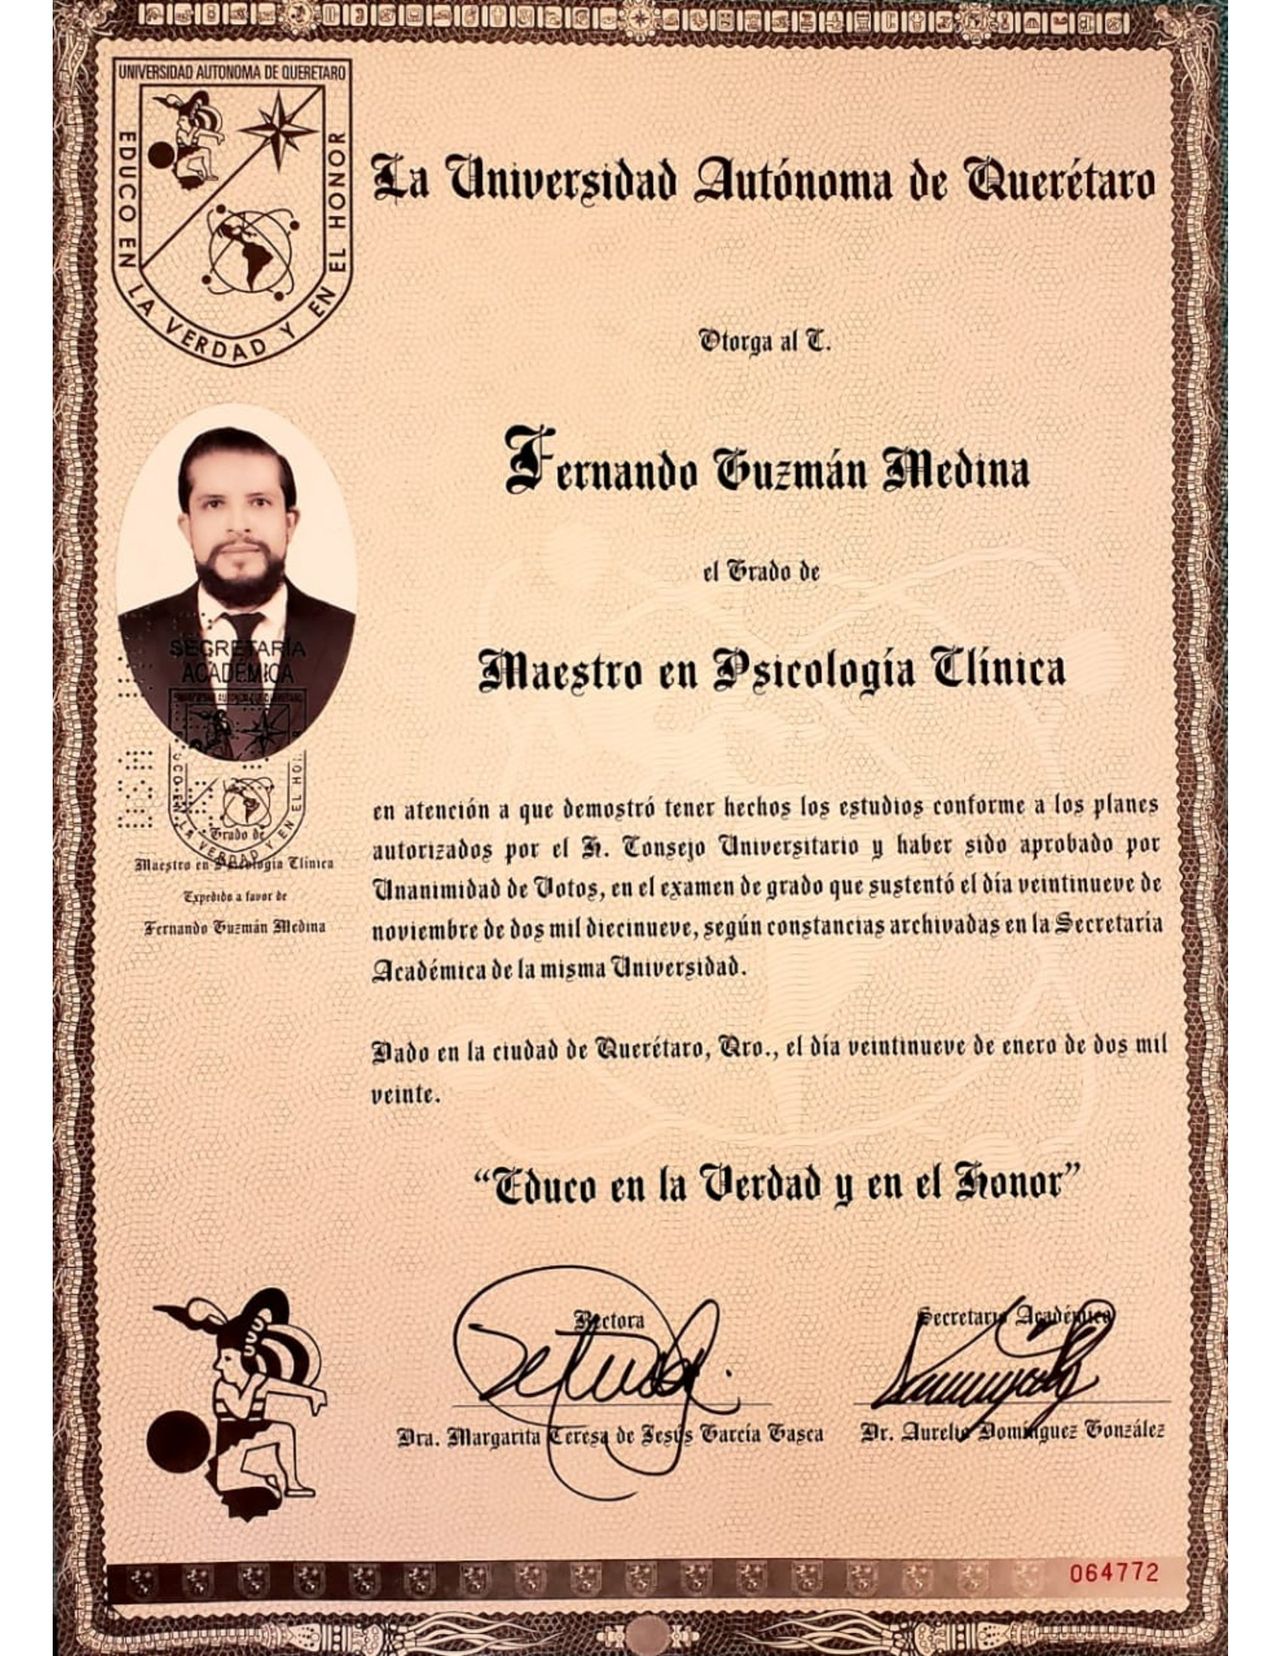 UNIVERSIDAD AUTONOMA DE QUERETARO
EDUCO EN LA VERDAD Y EN EL HONOR
La Universidad Autónoma de Querétaro
Otorga al C.
Fernando Guzmán Medina
el Grado de
Maestro en Psicología Clínica
SECRETARÍA
ACADÉMICA
Grado de
Maestro en Psicología Clínica
Expedido a favor de
Fernando Guzmán Medina
en atención a que demostró tener hechos los estudios conforme a los planes
autorizados por el H. Consejo Universitario y haber sido aprobado por
Unanimidad de Votos, en el examen de grado que sustentó el día veintinueve de
noviembre de dos mil diecinueve, según constancias archivadas en la Secretaría
Académica de la misma Universidad.
Dado en la ciudad de Querétaro, Qro., el día veintinueve de enero de dos mil
veinte.
“Educo en la Verdad y en el Honor”
Rectora
Secretario Académico
Dra. Margarita Teresa de Jesús García Gasca
Dr. Aurelio Domínguez González
064772